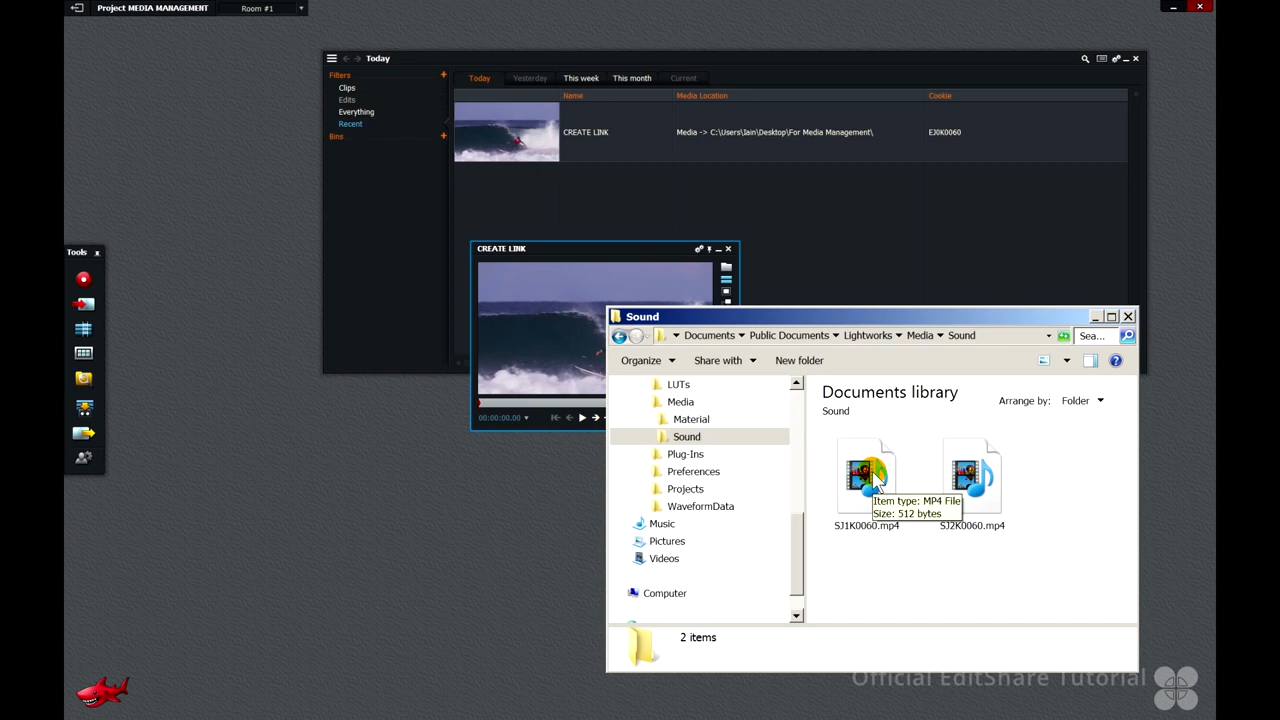 Project MEDIA MANAGEMENT
Room #1
Today
Filters
Clips
Edits
Everything
Recent
Bins
Today
Yesterday
This week
This month
Current
Name
Media Location
Cookie
CREATE LINK
Media -> C:\Users\Iain\Desktop\For Media Management\
EJ0K0060
Tools
CREATE LINK
00:00:00.00
Sound
Documents
Public Documents
Lightworks
Media
Sound
Sea...
Organize
Share with
New folder
LUTs
Media
Material
Sound
Plug-Ins
Preferences
Projects
WaveformData
Music
Pictures
Videos
Computer
Documents library
Sound
Arrange by: Folder
Item type: MP4 File
Size: 512 bytes
SJ1K0060.mp4
SJ2K0060.mp4
2 items
Official EditShare Tutorial